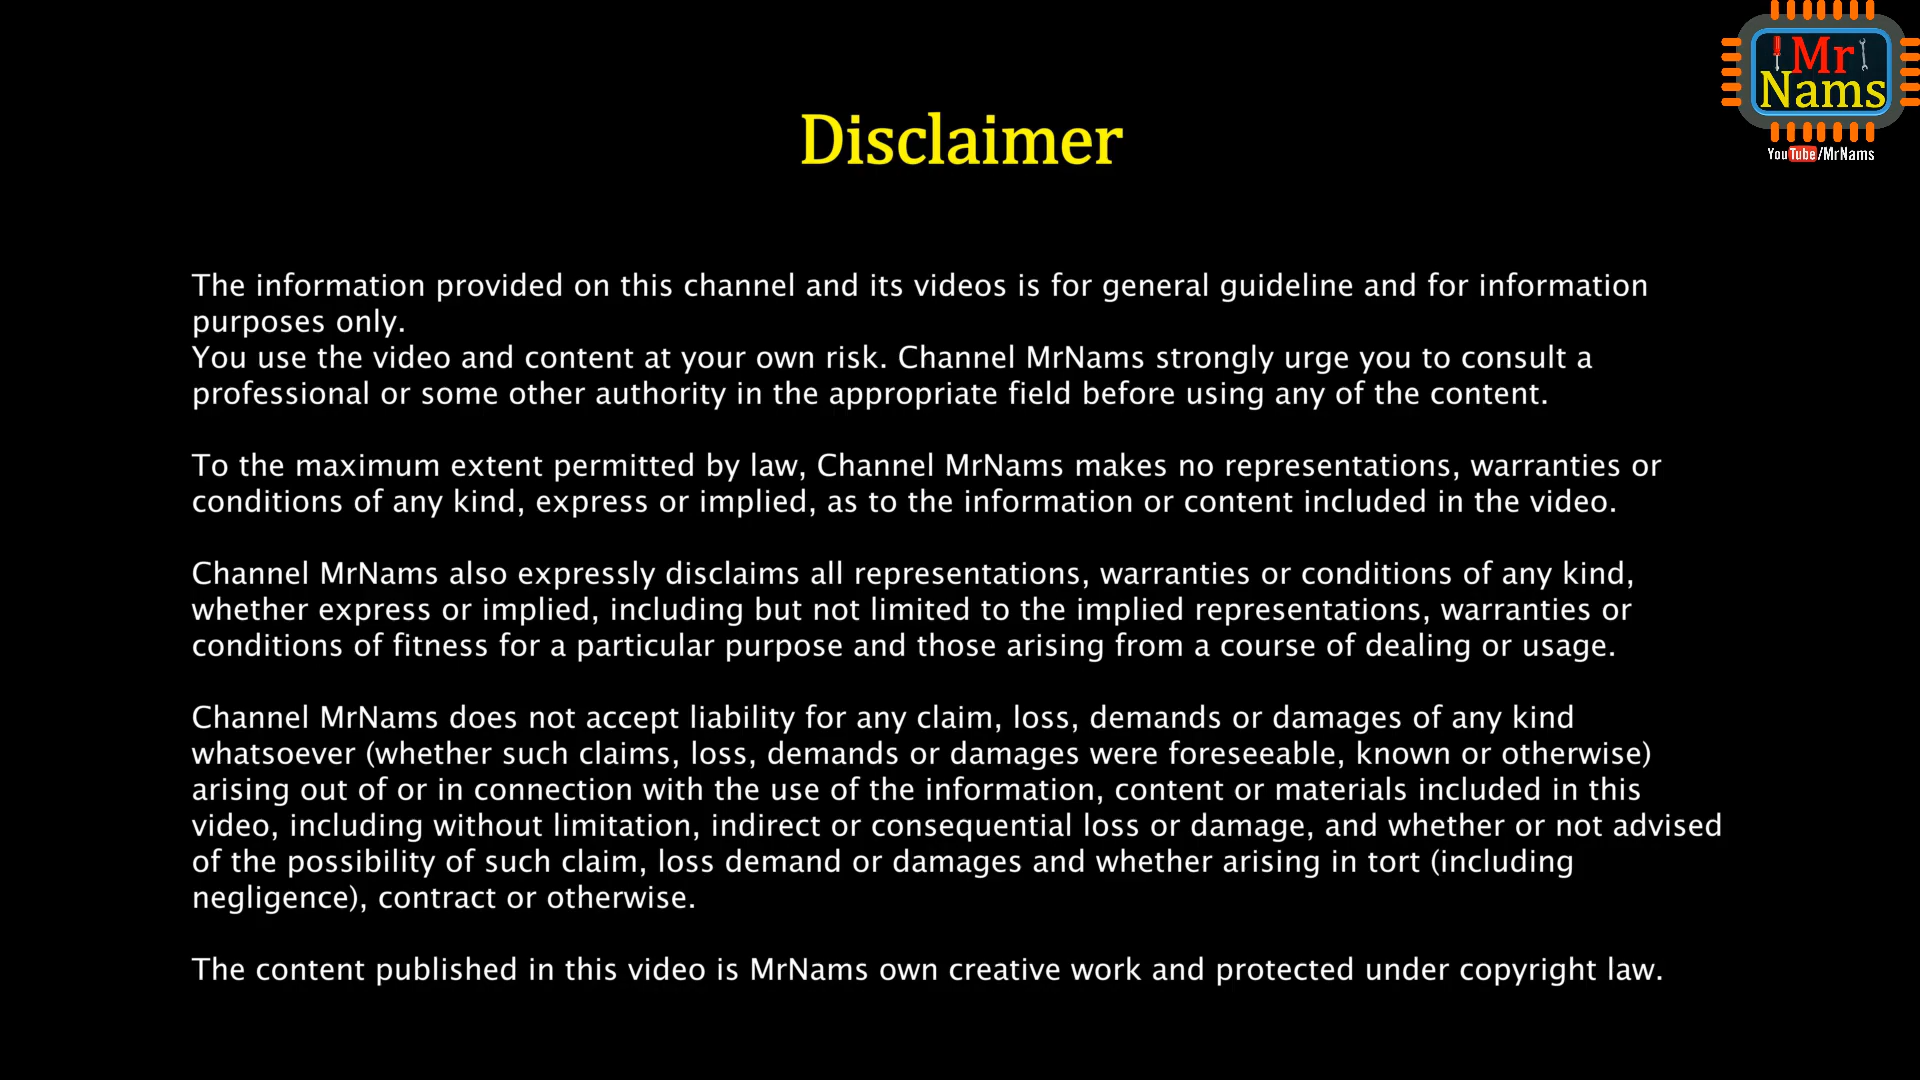 Mr
Nams
YouTube/MrNams
Disclaimer
The information provided on this channel and its videos is for general guideline and for information
purposes only.
You use the video and content at your own risk. Channel MrNams strongly urge you to consult a
professional or some other authority in the appropriate field before using any of the content.
To the maximum extent permitted by law, Channel MrNams makes no representations, warranties or
conditions of any kind, express or implied, as to the information or content included in the video.
Channel MrNams also expressly disclaims all representations, warranties or conditions of any kind,
whether express or implied, including but not limited to the implied representations, warranties or
conditions of fitness for a particular purpose and those arising from a course of dealing or usage.
Channel MrNams does not accept liability for any claim, loss, demands or damages of any kind
whatsoever (whether such claims, loss, demands or damages were foreseeable, known or otherwise)
arising out of or in connection with the use of the information, content or materials included in this
video, including without limitation, indirect or consequential loss or damage, and whether or not advised
of the possibility of such claim, loss demand or damages and whether arising in tort (including
negligence), contract or otherwise.
The content published in this video is MrNams own creative work and protected under copyright law.